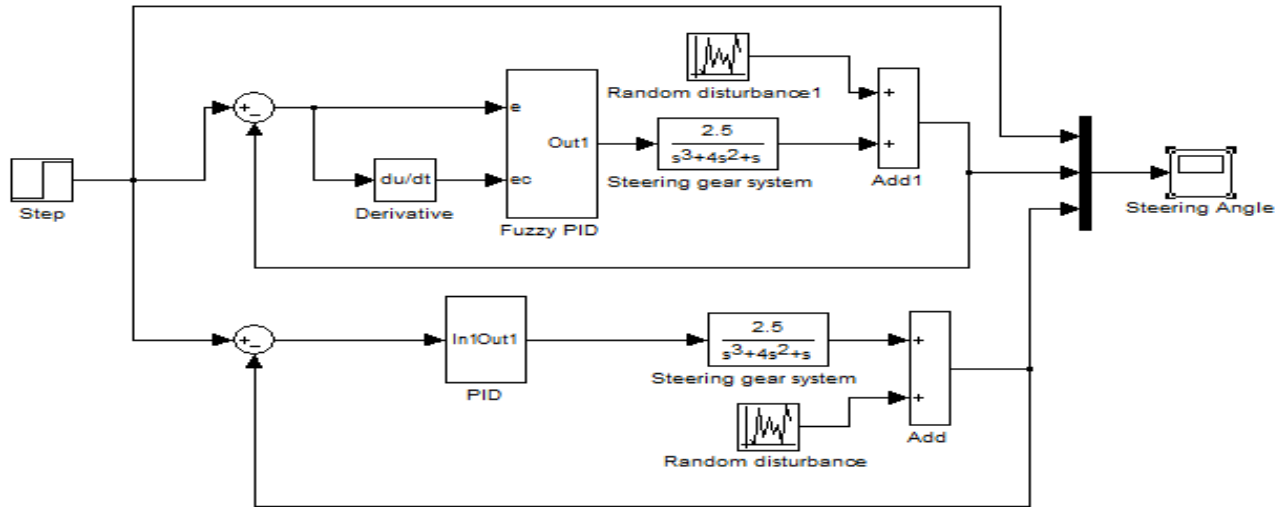 Random disturbance1
+
-
e
Out1
ec
Fuzzy PID
du/dt
Derivative
2.5
s3+4s2+s
Steering gear system
+
+
Add1
Step
Steering Angle
+
-
In1Out1
PID
2.5
s3+4s2+s
Steering gear system
+
+
Add
Random disturbance